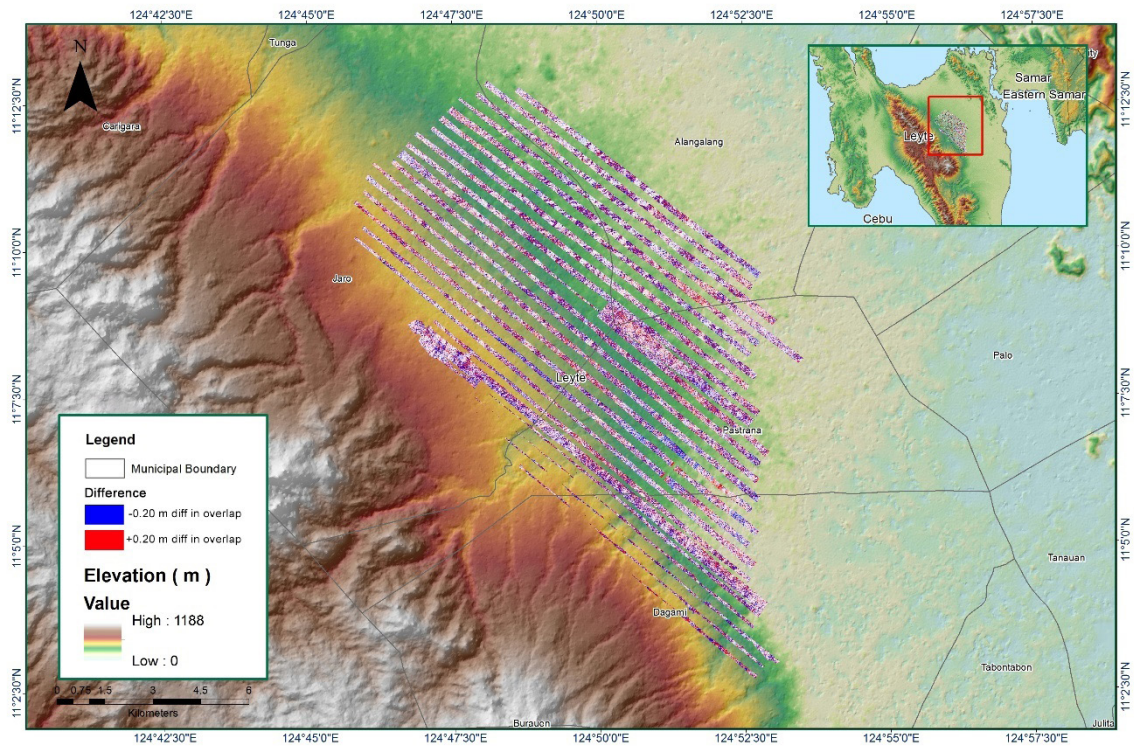 124°42'30"E
124°45'0"E
124°47'30"E
124°50'0"E
124°52'30"E
124°55'0"E
124°57'30"E
N
Tunga
Carigara
Alangalang
Jaro
Leyte
Pastrana
Palo
Tanauan
Dagami
Tabontabon
Burauen
Julita
Samar
Eastern Samar
Leyte
Cebu
11°12'30"N
11°10'0"N
11°7'30"N
11°5'0"N
11°2'30"N
11°12'30"N
11°10'0"N
11°7'30"N
11°5'0"N
11°2'30"N
Legend
Municipal Boundary
Difference
-0.20 m diff in overlap
+0.20 m diff in overlap
Elevation ( m )
Value
High : 1188
Low : 0
0 0.75 1.5 3 4.5 6
Kilometers
124°42'30"E
124°45'0"E
124°47'30"E
124°50'0"E
124°52'30"E
124°55'0"E
124°57'30"E